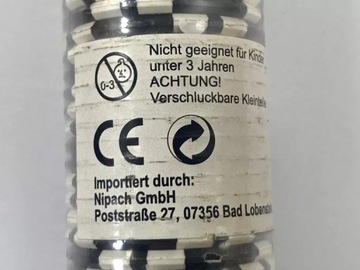 Nicht geeignet für Kinder
unter 3 Jahren
ACHTUNG!
Verschluckbare Kleinteile
0-3
CE
Importiert durch:
Nipach GmbH
Poststraße 27, 07356 Bad